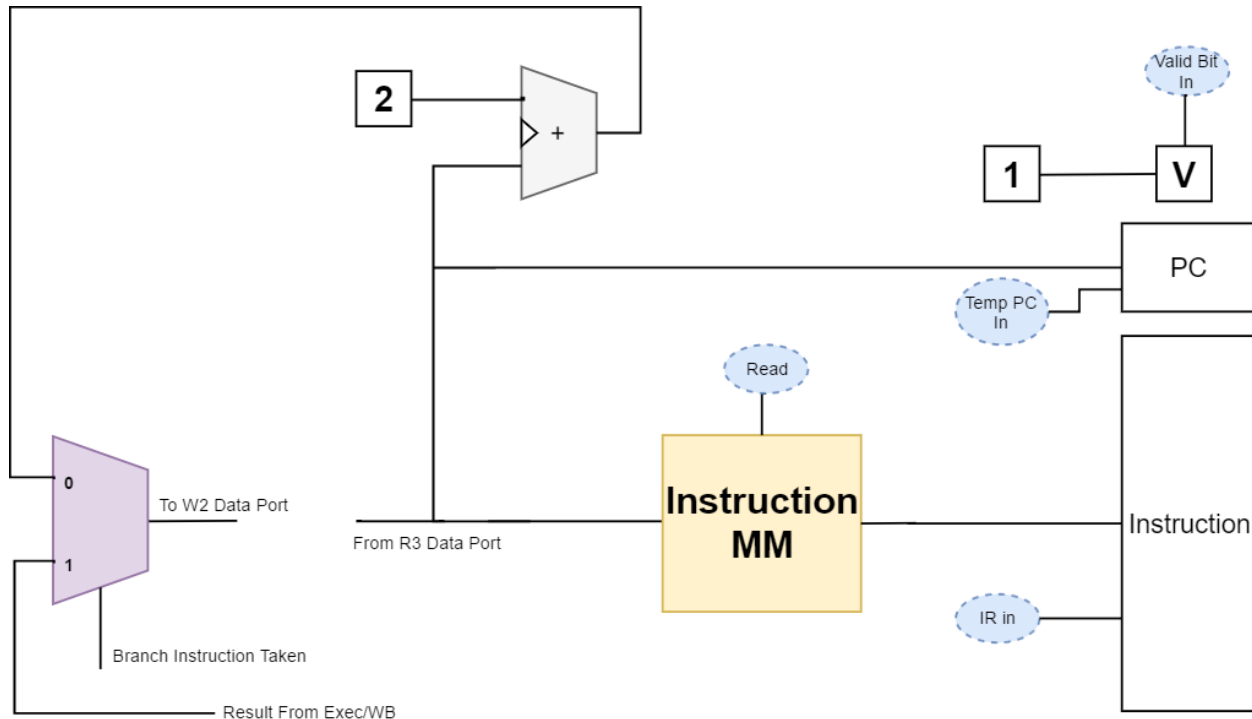 Valid Bit
In
2
+
1
V
PC
Temp PC
In
Read
0
To W2 Data Port
Instruction
MM
Instruction
From R3 Data Port
1
IR in
Branch Instruction Taken
Result From Exec/WB